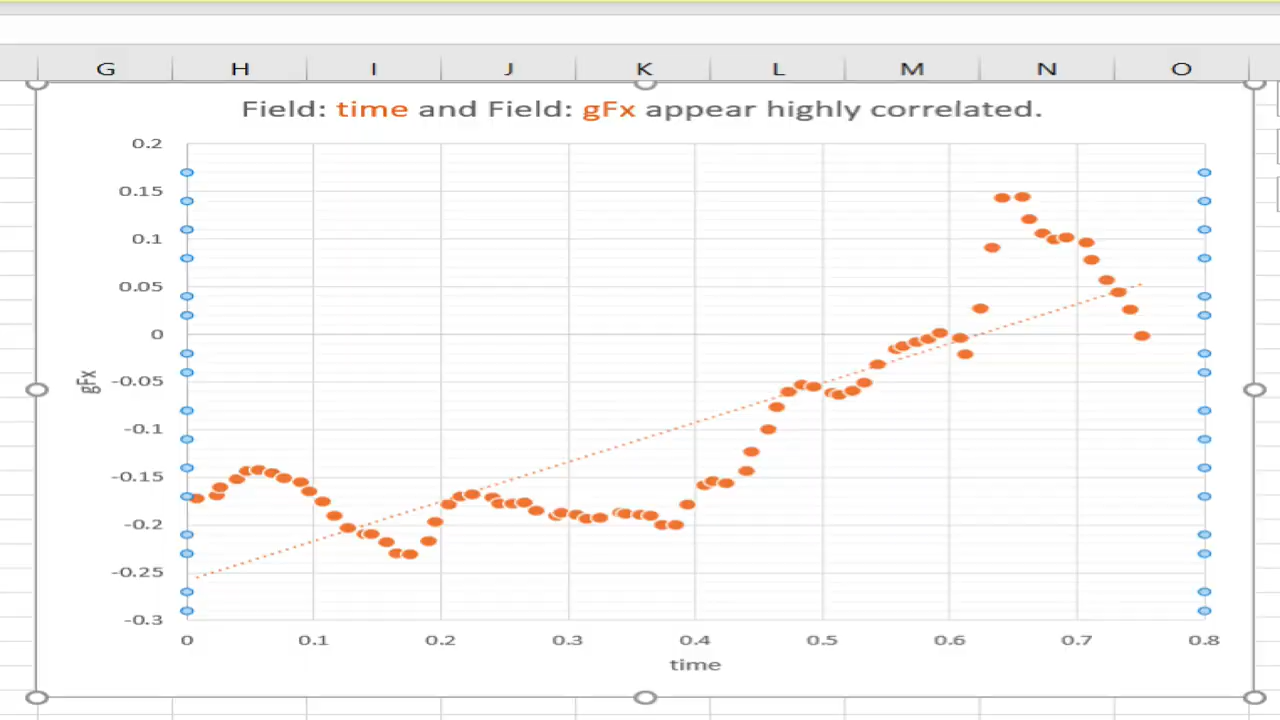 G H I J K L M N O
Field: time and Field: gFx appear highly correlated.
0.2
0.15
0.1
0.05
0
-0.05
-0.1
-0.15
-0.2
-0.25
-0.3
gFx
0 0.1 0.2 0.3 0.4 0.5 0.6 0.7 0.8
time